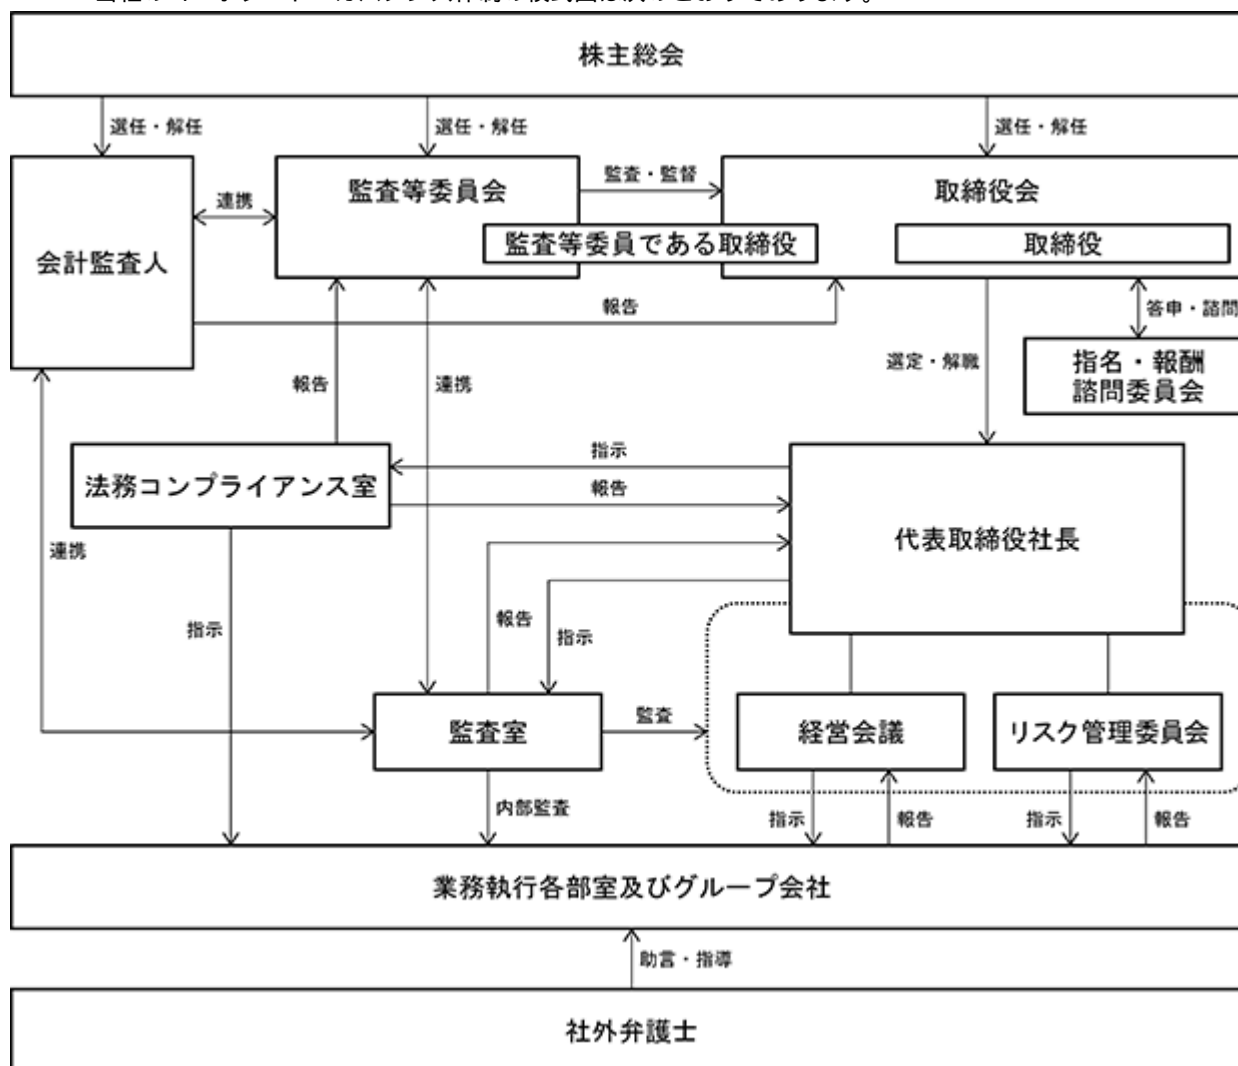 株主総会
選任・解任
選任・解任
選任・解任
監査等委員会
監査・監督
取締役会
連携
監査等委員である取締役
取締役
会計監査人
報告
答申・諮問
選定・解職
指名・報酬
諮問委員会
報告
連携
指示
法務コンプライアンス室
報告
代表取締役社長
連携
指示
報告
指示
監査室
監査
経営会議
リスク管理委員会
内部監査
指示
報告
指示
報告
業務執行各部室及びグループ会社
助言・指導
社外弁護士